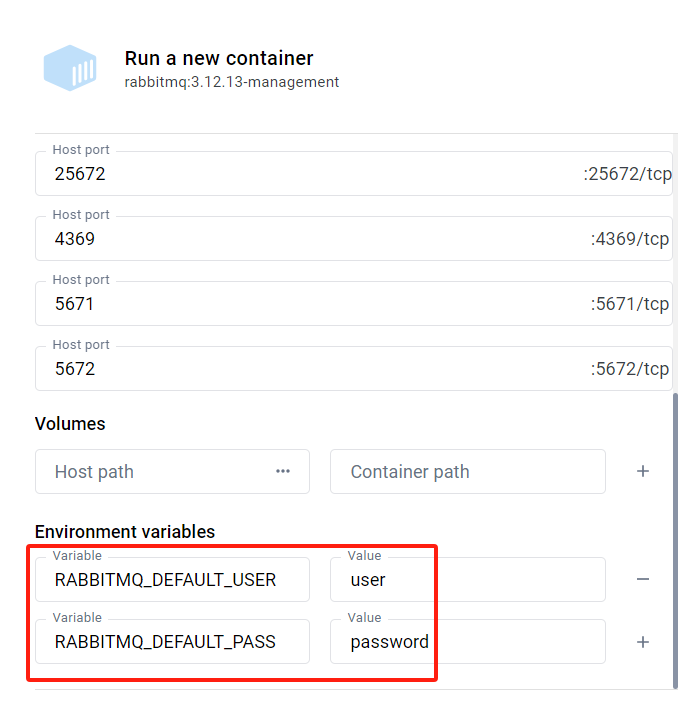 Run a new container
rabbitmq:3.12.13-management
Host port
25672 :25672/tcp
Host port
4369 :4369/tcp
Host port
5671 :5671/tcp
Host port
5672 :5672/tcp
Volumes
Host path ••• Container path +
Environment variables
Variable Value
RABBITMQ_DEFAULT_USER user −
Variable Value
RABBITMQ_DEFAULT_PASS password +